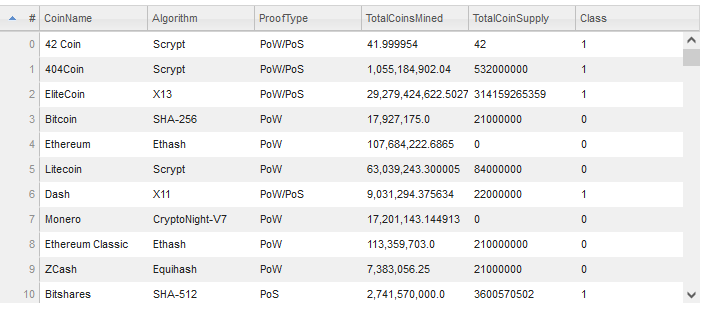 # CoinName Algorithm ProofType TotalCoinsMined TotalCoinSupply Class
0 42 Coin Scrypt PoW/PoS 41.999954 42 1
1 404Coin Scrypt PoW/PoS 1,055,184,902.04 532000000 1
2 EliteCoin X13 PoW/PoS 29,279,424,622.5027 314159265359 1
3 Bitcoin SHA-256 PoW 17,927,175.0 21000000 0
4 Ethereum Ethash PoW 107,684,222.6865 0 0
5 Litecoin Scrypt PoW 63,039,243.300005 84000000 0
6 Dash X11 PoW/PoS 9,031,294.375634 22000000 1
7 Monero CryptoNight-V7 PoW 17,201,143.144913 0 0
8 Ethereum Classic Ethash PoW 113,359,703.0 210000000 0
9 ZCash Equihash PoW 7,383,056.25 21000000 0
10 Bitshares SHA-512 PoS 2,741,570,000.0 3600570502 1